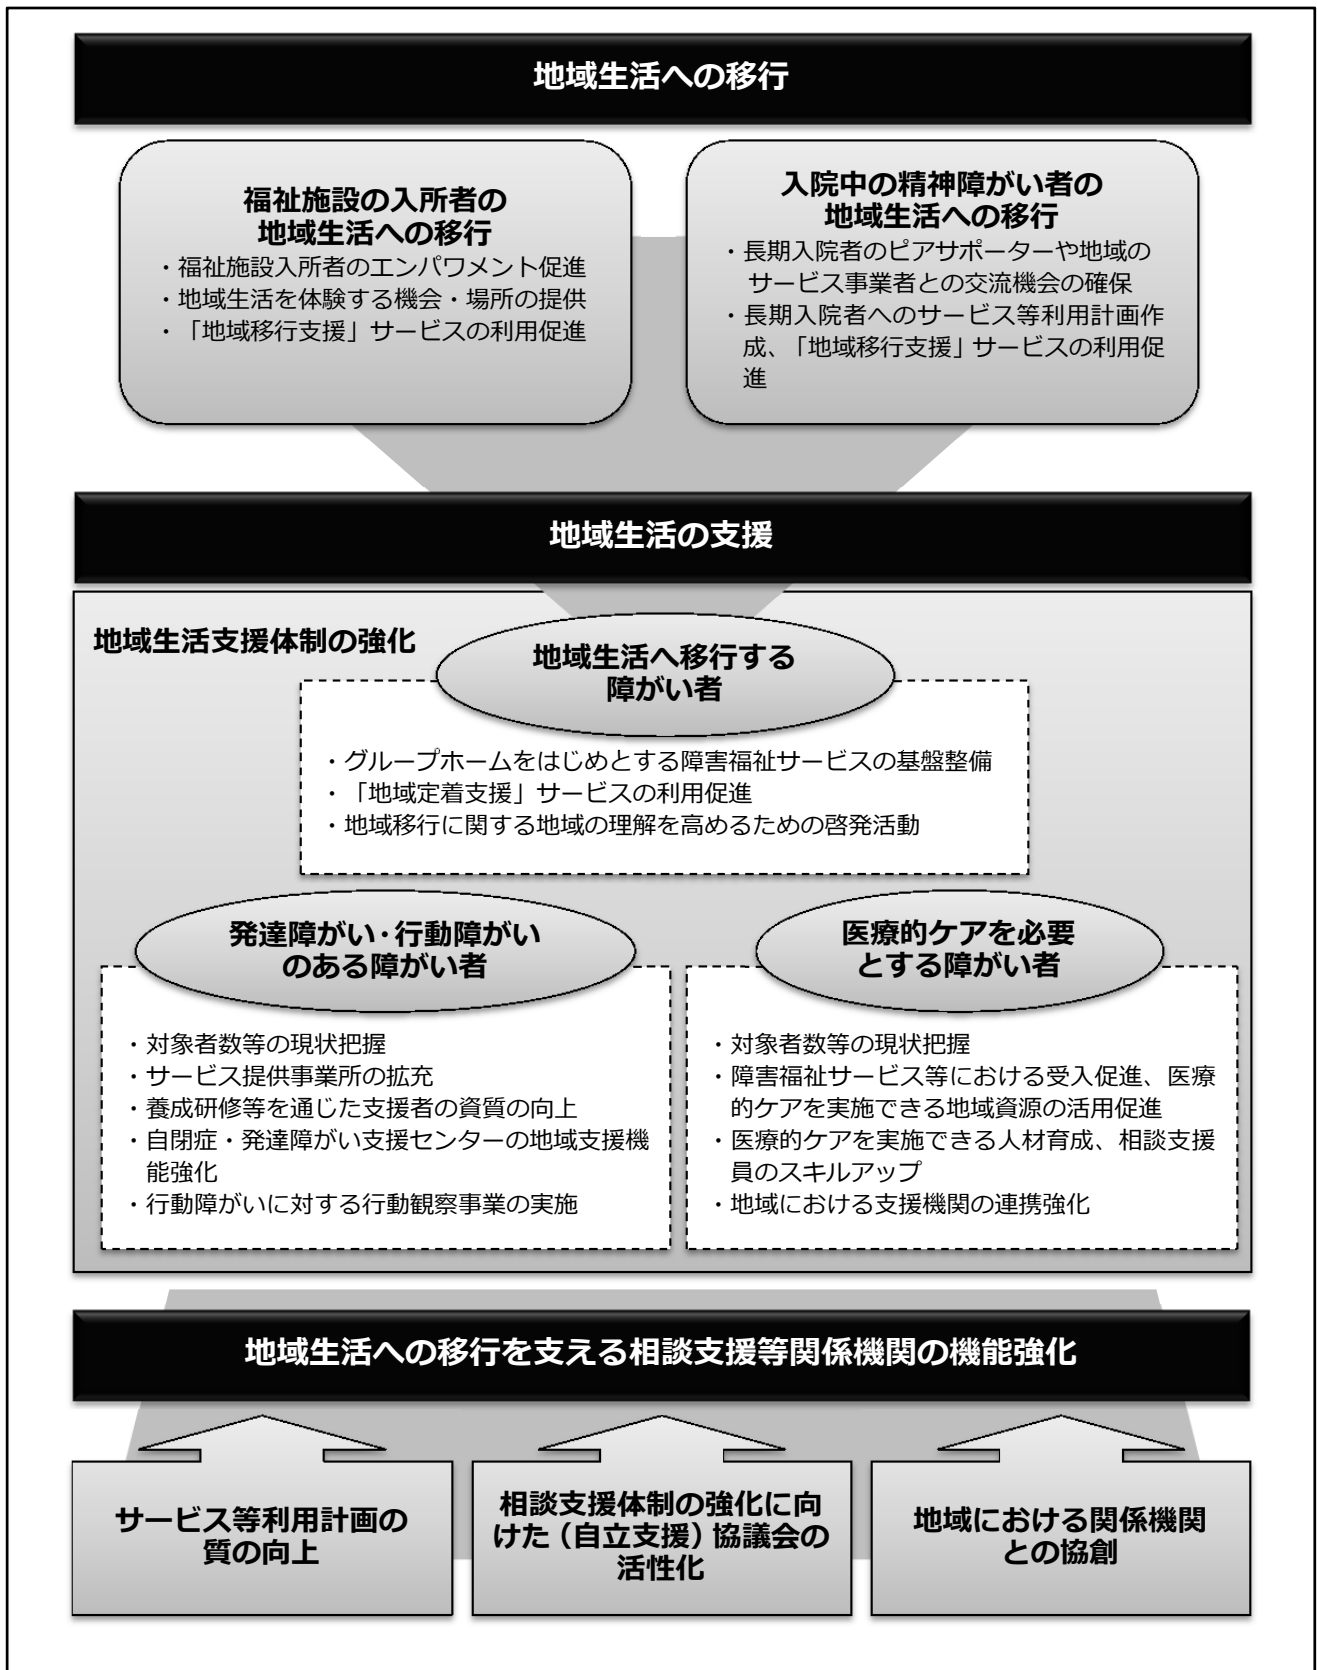 地域生活への移行
福祉施設の入所者の
地域生活への移行
・福祉施設入所者のエンパワメント促進
・地域生活を体験する機会・場所の提供
・「地域移行支援」サービスの利用促進
入院中の精神障がい者の
地域生活への移行
・長期入院者のピアサポーターや地域の
サービス事業者との交流機会の確保
・長期入院者へのサービス等利用計画作
成、「地域移行支援」サービスの利用促
進
地域生活の支援
地域生活支援体制の強化
地域生活へ移行する
障がい者
・グループホームをはじめとする障害福祉サービスの基盤整備
・「地域定着支援」サービスの利用促進
・地域移行に関する地域の理解を高めるための啓発活動
発達障がい・行動障がい
のある障がい者
・対象者数等の現状把握
・サービス提供事業所の拡充
・養成研修等を通じた支援者の資質の向上
・自閉症・発達障がい支援センターの地域支援機
能強化
・行動障がいに対する行動観察事業の実施
医療的ケアを必要
とする障がい者
・対象者数等の現状把握
・障害福祉サービス等における受入促進、医療
的ケアを実施できる地域資源の活用促進
・医療的ケアを実施できる人材育成、相談支援
員のスキルアップ
・地域における支援機関の連携強化
地域生活への移行を支える相談支援等関係機関の機能強化
サービス等利用計画の
質の向上
相談支援体制の強化に向
けた（自立支援）協議会の
活性化
地域における関係機関
との協創